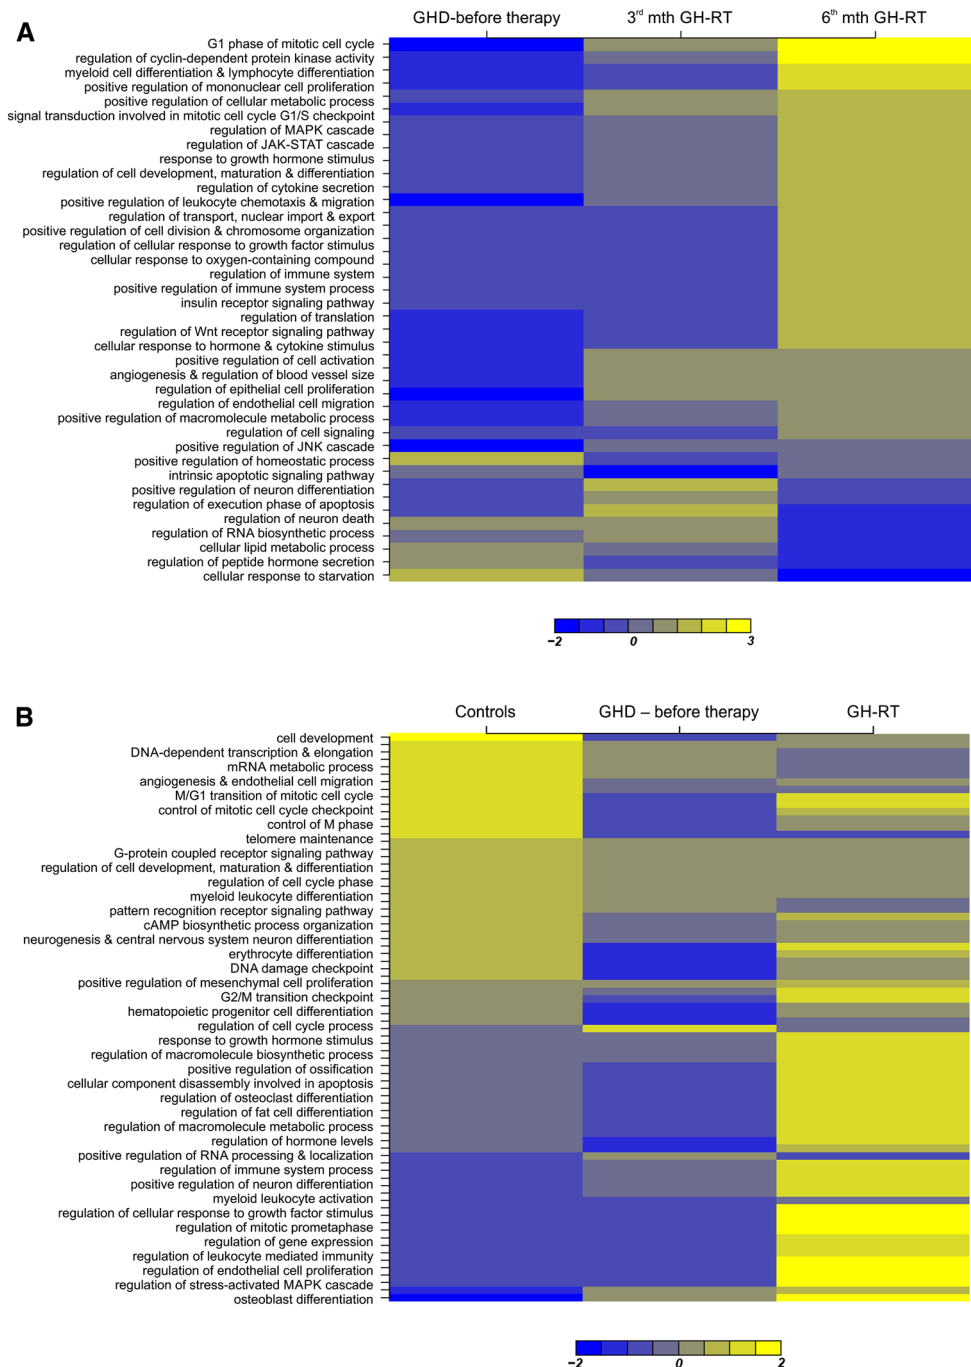 A
GHD-before therapy 3rd mth GH-RT 6th mth GH-RT
G1 phase of mitotic cell cycle
regulation of cyclin-dependent protein kinase activity
myeloid cell differentiation & lymphocyte differentiation
positive regulation of mononuclear cell proliferation
positive regulation of cellular metabolic process
signal transduction involved in mitotic cell cycle G1/S checkpoint
regulation of MAPK cascade
regulation of JAK-STAT cascade
response to growth hormone stimulus
regulation of cell development, maturation & differentiation
regulation of cytokine secretion
positive regulation of leukocyte chemotaxis & migration
regulation of transport, nuclear import & export
positive regulation of cell division & chromosome organization
regulation of cellular response to growth factor stimulus
cellular response to oxygen-containing compound
regulation of immune system
positive regulation of immune system process
insulin receptor signaling pathway
regulation of translation
regulation of Wnt receptor signaling pathway
cellular response to hormone & cytokine stimulus
positive regulation of cell activation
angiogenesis & regulation of blood vessel size
regulation of epithelial cell proliferation
regulation of endothelial cell migration
positive regulation of macromolecule metabolic process
regulation of cell signaling
positive regulation of JNK cascade
positive regulation of homeostatic process
intrinsic apoptotic signaling pathway
positive regulation of neuron differentiation
regulation of execution phase of apoptosis
regulation of neuron death
regulation of RNA biosynthetic process
cellular lipid metabolic process
regulation of peptide hormone secretion
cellular response to starvation
−2 0 3
B
Controls GHD – before therapy GH-RT
cell development
DNA-dependent transcription & elongation
mRNA metabolic process
angiogenesis & endothelial cell migration
M/G1 transition of mitotic cell cycle
control of mitotic cell cycle checkpoint
control of M phase
telomere maintenance
G-protein coupled receptor signaling pathway
regulation of cell development, maturation & differentiation
regulation of cell cycle phase
myeloid leukocyte differentiation
pattern recognition receptor signaling pathway
cAMP biosynthetic process organization
neurogenesis & central nervous system neuron differentiation
erythrocyte differentiation
DNA damage checkpoint
positive regulation of mesenchymal cell proliferation
G2/M transition checkpoint
hematopoietic progenitor cell differentiation
regulation of cell cycle process
response to growth hormone stimulus
regulation of macromolecule biosynthetic process
positive regulation of ossification
cellular component disassembly involved in apoptosis
regulation of osteoclast differentiation
regulation of fat cell differentiation
regulation of macromolecule metabolic process
regulation of hormone levels
positive regulation of RNA processing & localization
regulation of immune system process
positive regulation of neuron differentiation
myeloid leukocyte activation
regulation of cellular response to growth factor stimulus
regulation of mitotic prometaphase
regulation of gene expression
regulation of leukocyte mediated immunity
regulation of endothelial cell proliferation
regulation of stress-activated MAPK cascade
osteoblast differentiation
−2 0 2